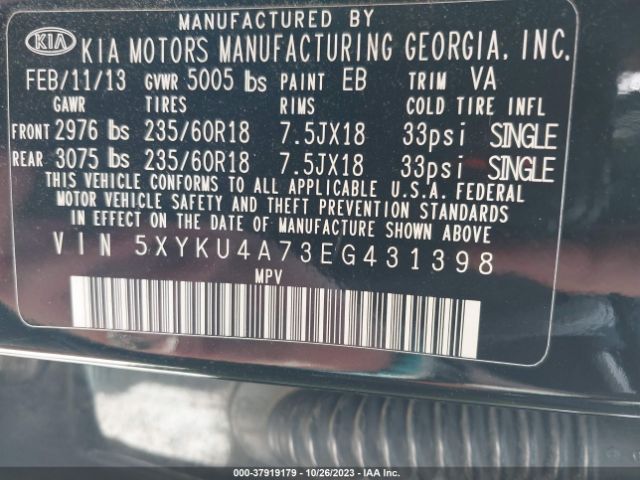 MANUFACTURED BY
KIA KIA MOTORS MANUFACTURING GEORGIA, INC.
FEB/11/13 GVWR 5005 lbs PAINT EB TRIM VA
GAWR TIRES RIMS COLD TIRE INFL
FRONT 2976 lbs 235/60R18 7.5JX18 33psi SINGLE
REAR 3075 lbs 235/60R18 7.5JX18 33psi SINGLE
THIS VEHICLE CONFORMS TO ALL APPLICABLE U.S.A. FEDERAL
MOTOR VEHICLE SAFETY AND THEFT PREVENTION STANDARDS
IN EFFECT ON THE DATE OF MANUFACTURE SHOWN ABOVE.
VIN 5XYKU4A73EG431398
MPV
000-37919179 - 10/26/2023 - IAA Inc.